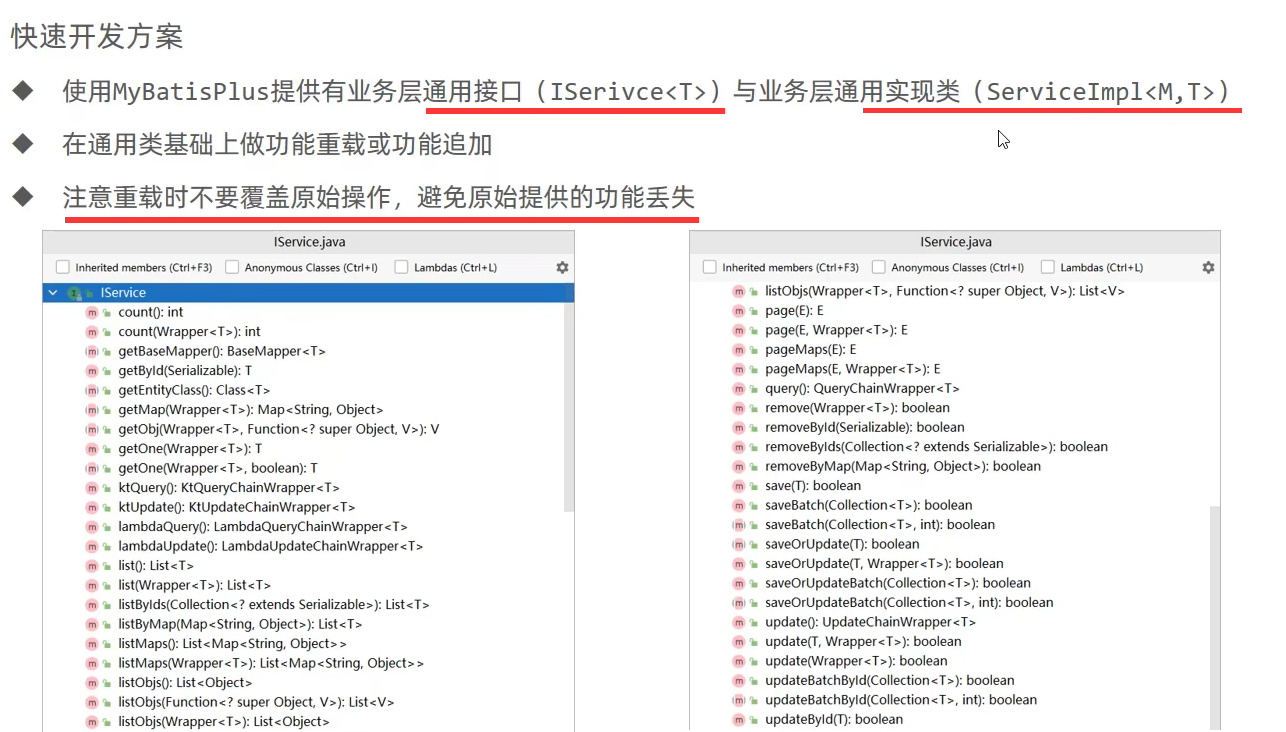 快速开发方案
使用MyBatisPlus提供有业务层通用接口（ISerivce<T>）与业务层通用实现类（ServiceImpl<M,T>）
在通用类基础上做功能重载或功能追加
注意重载时不要覆盖原始操作，避免原始提供的功能丢失
IService.java
Inherited members (Ctrl+F3) Anonymous Classes (Ctrl+I) Lambdas (Ctrl+L)
IService
count(): int
count(Wrapper<T>): int
getBaseMapper(): BaseMapper<T>
getById(Serializable): T
getEntityClass(): Class<T>
getMap(Wrapper<T>): Map<String, Object>
getObj(Wrapper<T>, Function<? super Object, V>): V
getOne(Wrapper<T>): T
getOne(Wrapper<T>, boolean): T
ktQuery(): KtQueryChainWrapper<T>
ktUpdate(): KtUpdateChainWrapper<T>
lambdaQuery(): LambdaQueryChainWrapper<T>
lambdaUpdate(): LambdaUpdateChainWrapper<T>
list(): List<T>
list(Wrapper<T>): List<T>
listByIds(Collection<? extends Serializable>): List<T>
listByMap(Map<String, Object>): List<T>
listMaps(): List<Map<String, Object>>
listMaps(Wrapper<T>): List<Map<String, Object>>
listObjs(): List<Object>
listObjs(Function<? super Object, V>): List<V>
listObjs(Wrapper<T>): List<Object>
IService.java
Inherited members (Ctrl+F3) Anonymous Classes (Ctrl+I) Lambdas (Ctrl+L)
listObjs(Wrapper<T>, Function<? super Object, V>): List<V>
page(E): E
page(E, Wrapper<T>): E
pageMaps(E): E
pageMaps(E, Wrapper<T>): E
query(): QueryChainWrapper<T>
remove(Wrapper<T>): boolean
removeById(Serializable): boolean
removeByIds(Collection<? extends Serializable>): boolean
removeByMap(Map<String, Object>): boolean
save(T): boolean
saveBatch(Collection<T>): boolean
saveBatch(Collection<T>, int): boolean
saveOrUpdate(T): boolean
saveOrUpdate(T, Wrapper<T>): boolean
saveOrUpdateBatch(Collection<T>): boolean
saveOrUpdateBatch(Collection<T>, int): boolean
update(): UpdateChainWrapper<T>
update(T, Wrapper<T>): boolean
update(Wrapper<T>): boolean
updateBatchById(Collection<T>): boolean
updateBatchById(Collection<T>, int): boolean
updateById(T): boolean